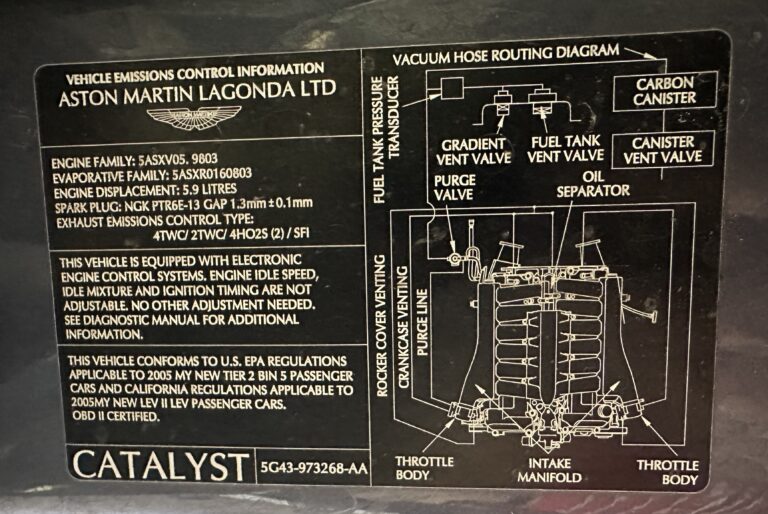 VEHICLE EMISSIONS CONTROL INFORMATION
ASTON MARTIN LAGONDA LTD
ASTON MARTIN
ENGINE FAMILY: 5ASXV05. 9803
EVAPORATIVE FAMILY: 5ASXR0160803
ENGINE DISPLACEMENT: 5.9 LITRES
SPARK PLUG: NGK PTR6E-13 GAP 1.3mm±0.1mm
EXHAUST EMISSIONS CONTROL TYPE:
4TWC/ 2TWC/ 4HO2S (2) / SFI
THIS VEHICLE IS EQUIPPED WITH ELECTRONIC
ENGINE CONTROL SYSTEMS. ENGINE IDLE SPEED,
IDLE MIXTURE AND IGNITION TIMING ARE NOT
ADJUSTABLE. NO OTHER ADJUSTMENT NEEDED.
SEE DIAGNOSTIC MANUAL FOR ADDITIONAL
INFORMATION.
THIS VEHICLE CONFORMS TO U.S. EPA REGULATIONS
APPLICABLE TO 2005 MY NEW TIER 2 BIN 5 PASSENGER
CARS AND CALIFORNIA REGULATIONS APPLICABLE TO
2005MY NEW LEV II LEV PASSENGER CARS.
OBD II CERTIFIED.
CATALYST
5G43-973268-AA
VACUUM HOSE ROUTING DIAGRAM
FUEL TANK PRESSURE
TRANSDUCER
CARBON
CANISTER
GRADIENT
VENT VALVE
FUEL TANK
VENT VALVE
CANISTER
VENT VALVE
PURGE
VALVE
OIL
SEPARATOR
ROCKER COVER VENTING
CRANKCASE VENTING
PURGE LINE
THROTTLE
BODY
INTAKE
MANIFOLD
THROTTLE
BODY